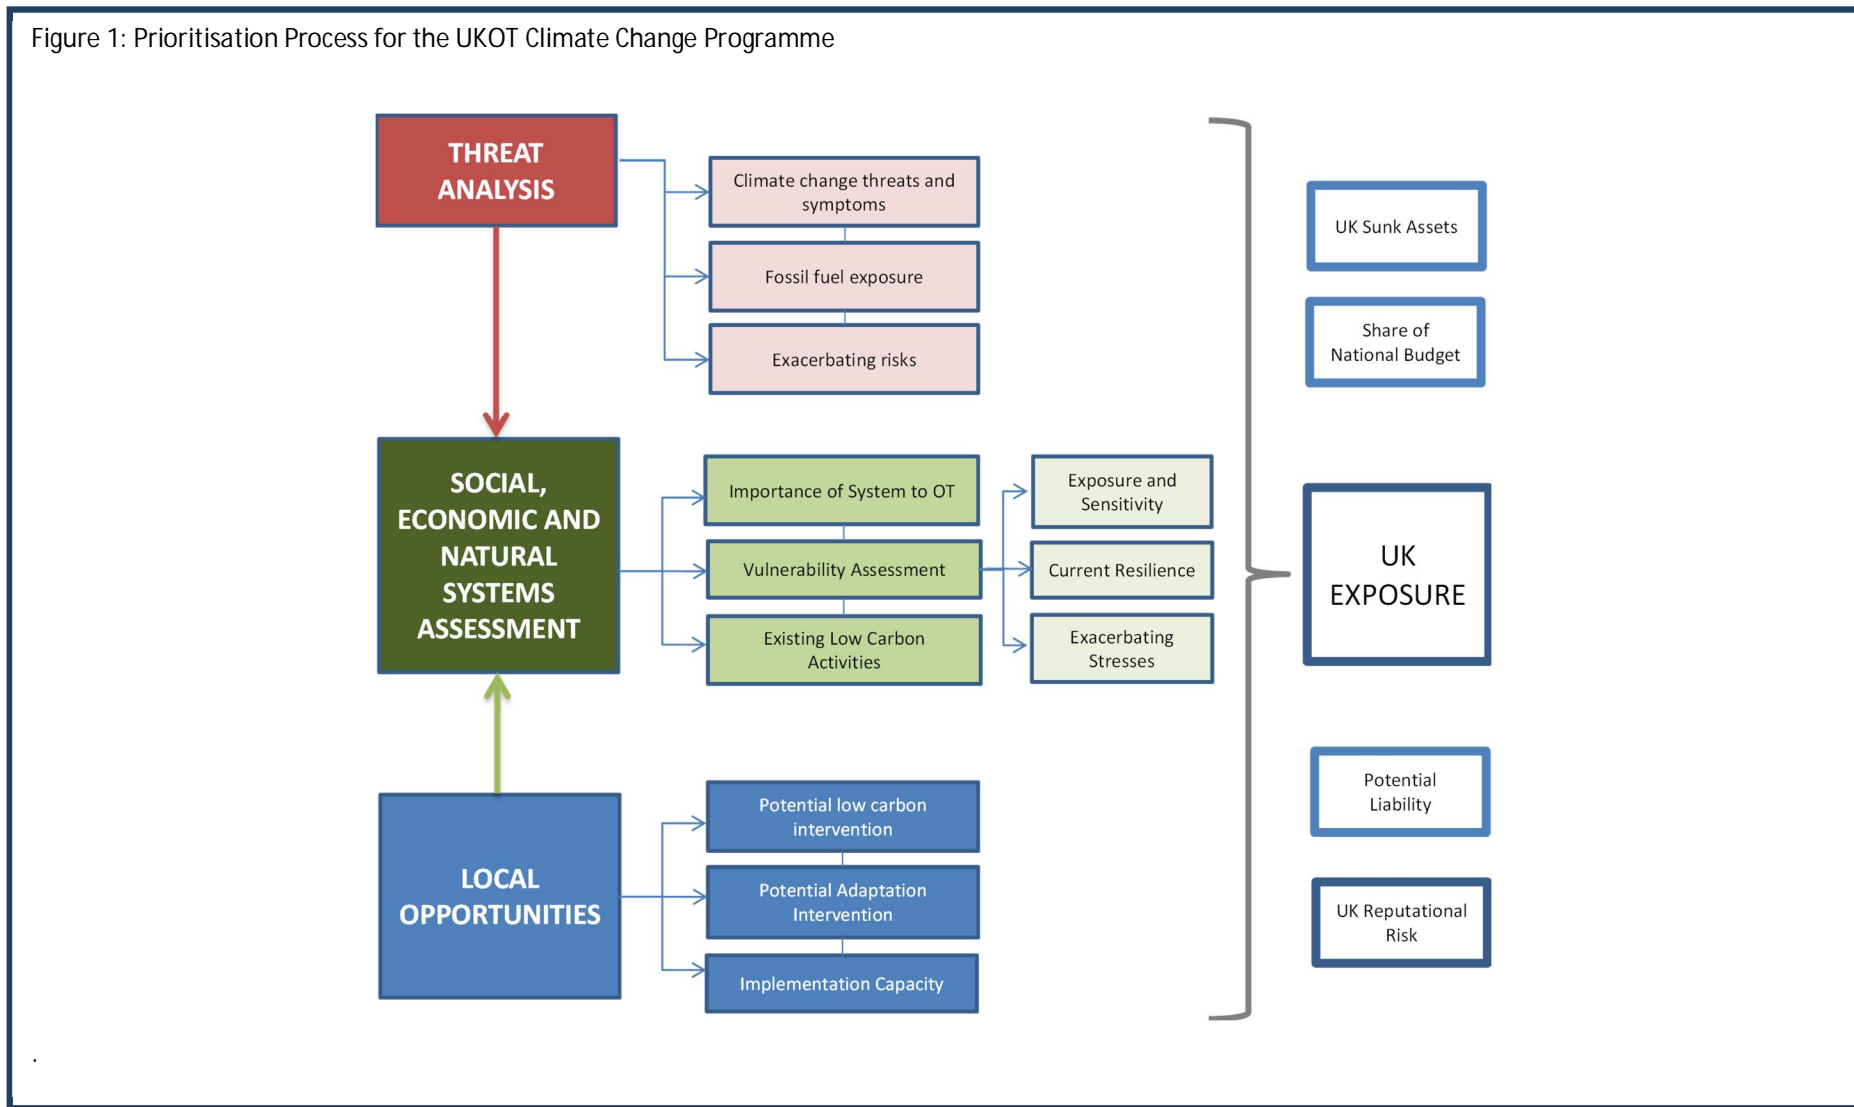 Figure 1: Prioritisation Process for the UKOT Climate Change Programme
THREAT
ANALYSIS
Climate change threats and
symptoms
Fossil fuel exposure
Exacerbating risks
SOCIAL,
ECONOMIC AND
NATURAL
SYSTEMS
ASSESSMENT
Importance of System to OT
Vulnerability Assessment
Existing Low Carbon
Activities
Exposure and
Sensitivity
Current Resilience
Exacerbating
Stresses
LOCAL
OPPORTUNITIES
Potential low carbon
intervention
Potential Adaptation
Intervention
Implementation Capacity
UK Sunk Assets
Share of
National Budget
UK
EXPOSURE
Potential
Liability
UK Reputational
Risk
.